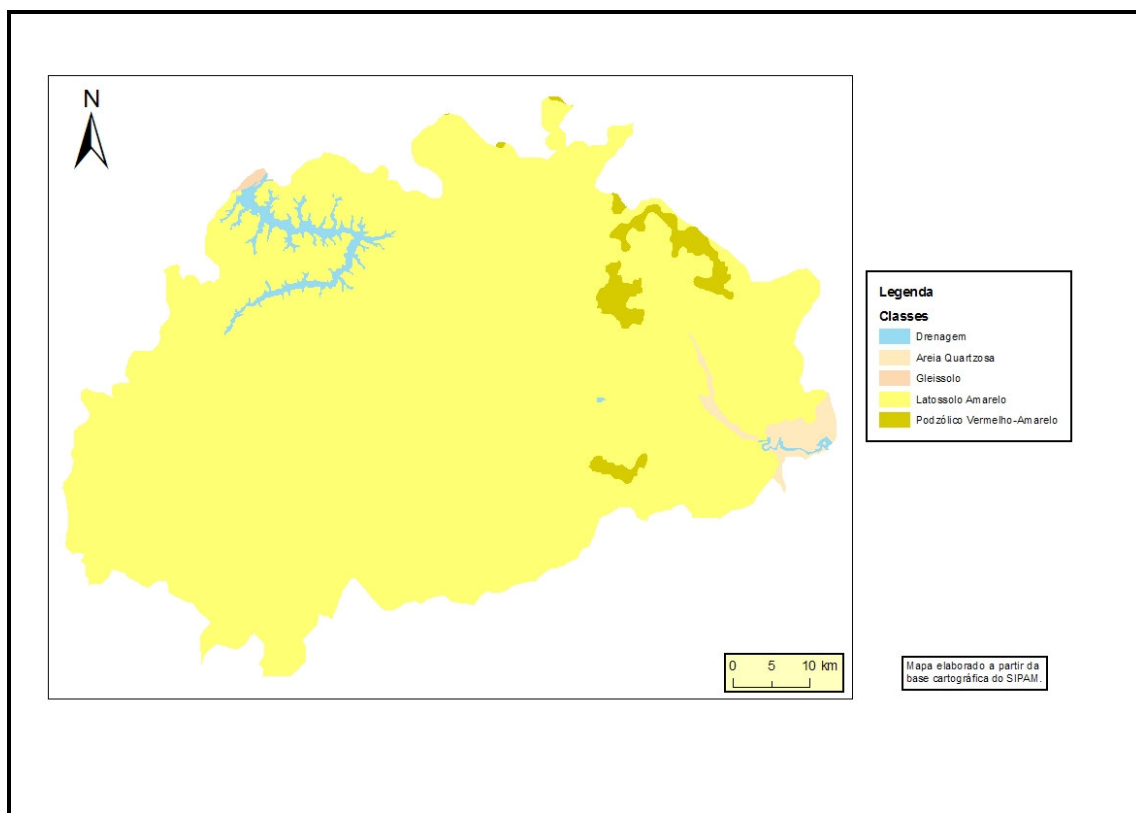 N
Legenda
Classes
Drenagem
Areia Quartzosa
Gleissolo
Latossolo Amarelo
Podzólico Vermelho-Amarelo
0 5 10 km
Mapa elaborado a partir da
base cartográfica do SIPAM.